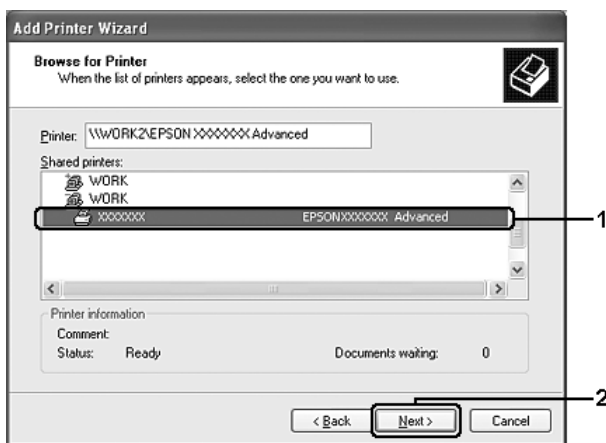 Add Printer Wizard
Browse for Printer
When the list of printers appears, select the one you want to use.
Printer: \\WORK2\EPSON XXXXXXX Advanced
Shared printers:
WORK
WORK
XXXXXXX EPSONXXXXXXX Advanced
1
Printer information
Comment:
Status: Ready Documents waiting: 0
2
< Back Next > Cancel